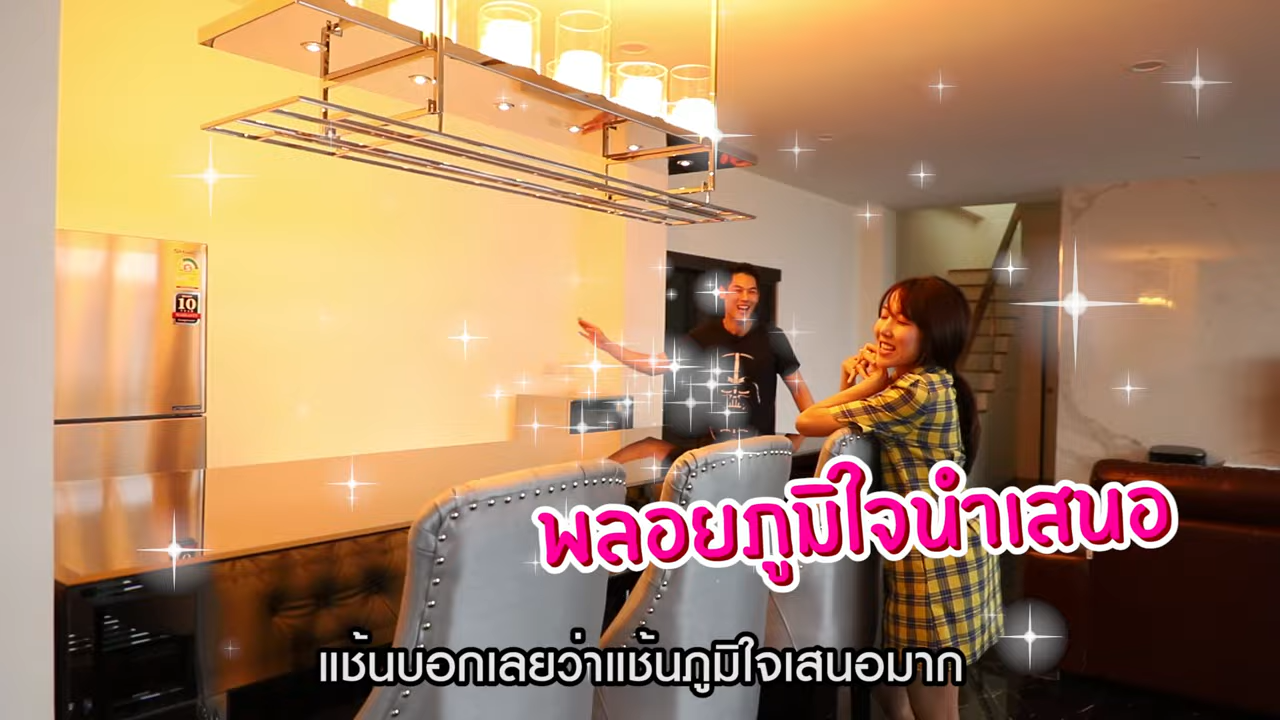 10
พลอยภูมิใจนำเสนอ
แช้นบอกเลยว่าแช้นภูมิใจเสนอมาก